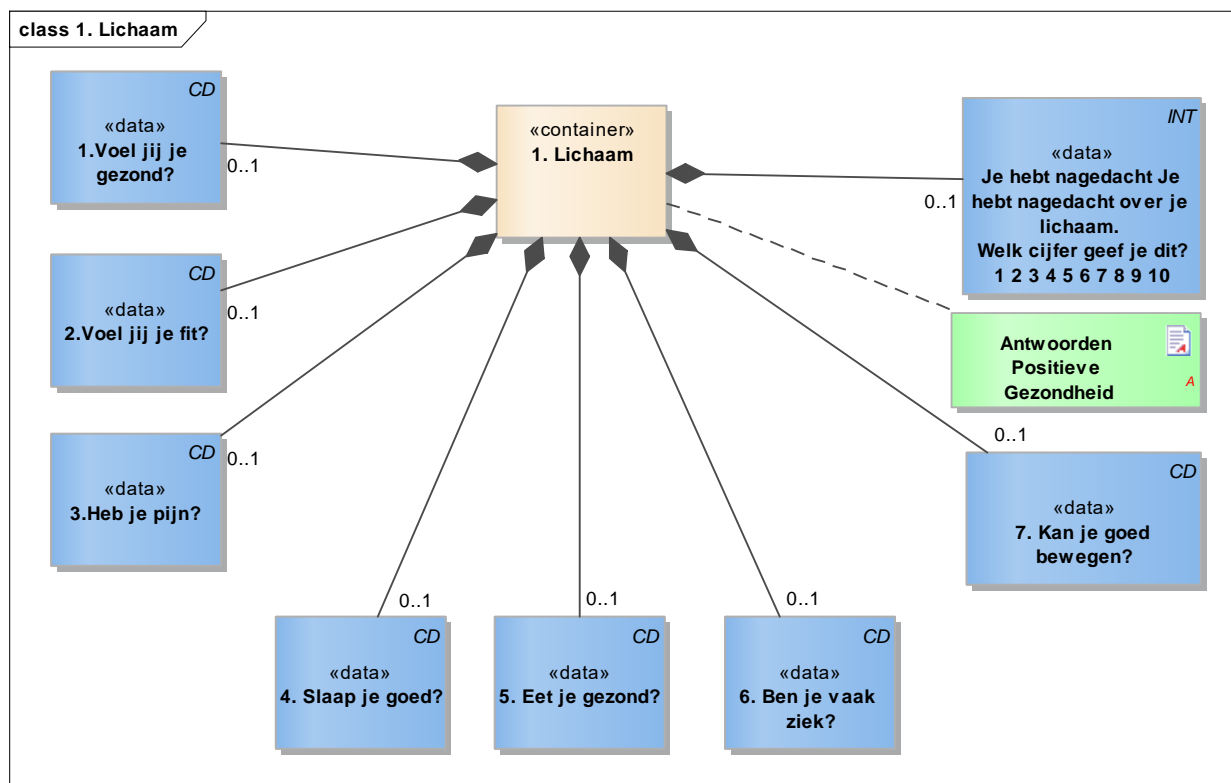 class 1. Lichaam
CD
«data»
1.Voel jij je
gezond?
0..1
«container»
1. Lichaam
INT
«data»
Je hebt nagedacht Je
hebt nagedacht over je
lichaam.
Welk cijfer geef je dit?
1 2 3 4 5 6 7 8 9 10
0..1
CD
«data»
2.Voel jij je fit?
0..1
Antwoorden
Positieve
Gezondheid
A
A
CD
«data»
3.Heb je pijn?
0..1
0..1
CD
«data»
7. Kan je goed
bewegen?
0..1
CD
«data»
4. Slaap je goed?
0..1
CD
«data»
5. Eet je gezond?
0..1
CD
«data»
6. Ben je vaak
ziek?